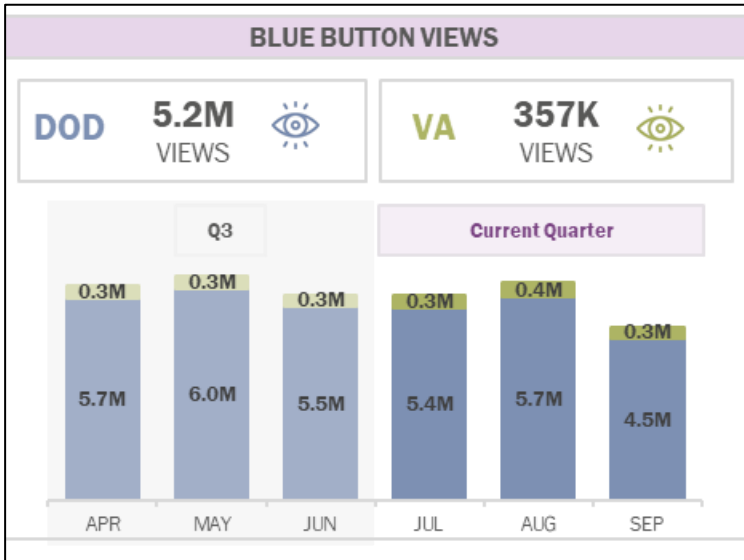 BLUE BUTTON VIEWS
DOD
5.2M
VIEWS
VA
357K
VIEWS
Q3
Current Quarter
0.3M
0.3M
0.3M
0.3M
0.4M
0.3M
5.7M
6.0M
5.5M
5.4M
5.7M
4.5M
APR
MAY
JUN
JUL
AUG
SEP